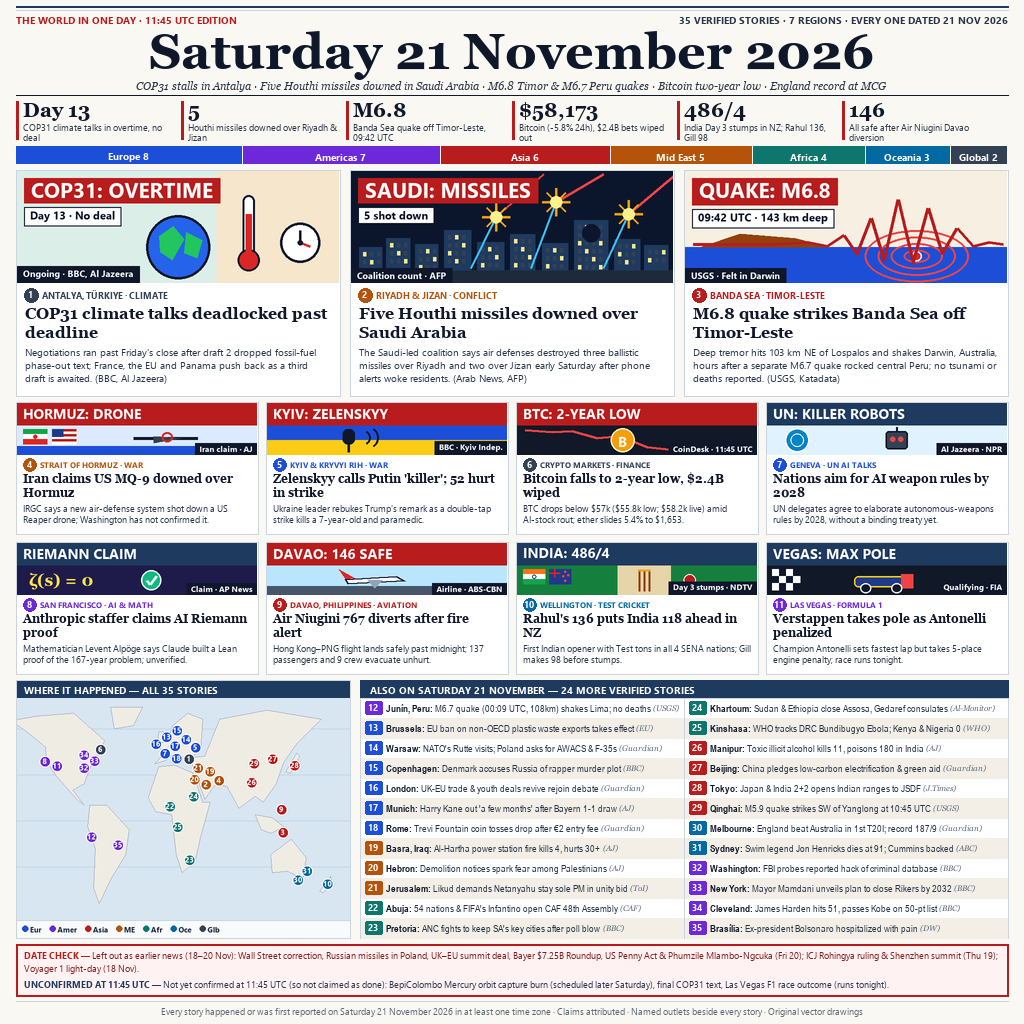 THE WORLD IN ONE DAY · 11:45 UTC EDITION
35 VERIFIED STORIES · 7 REGIONS · EVERY ONE DATED 21 NOV 2026
Saturday 21 November 2026
COP31 stalls in Antalya · Five Houthi missiles downed in Saudi Arabia · M6.8 Timor & M6.7 Peru quakes · Bitcoin two-year low · England record at MCG
Day 13
COP31 climate talks in overtime, no
deal
5
Houthi missiles downed over Riyadh &
Jizan
M6.8
Banda Sea quake off Timor-Leste,
09:42 UTC
$58,173
Bitcoin (-5.8% 24h), $2.4B bets wiped
out
486/4
India Day 3 stumps in NZ; Rahul 136,
Gill 98
146
All safe after Air Niugini Davao
diversion
Europe 8
Americas 7
Asia 6
Mid East 5
Africa 4
Oceania 3
Global 2
COP31: OVERTIME
Day 13 · No deal
Ongoing · BBC, Al Jazeera
1 ANTALYA, TÜRKIYE · CLIMATE
COP31 climate talks deadlocked past
deadline
Negotiations ran past Friday's close after draft 2 dropped fossil-fuel
phase-out text; France, the EU and Panama push back as a third
draft is awaited. (BBC, Al Jazeera)
SAUDI: MISSILES
5 shot down
Coalition count · AFP
2 RIYADH & JIZAN · CONFLICT
Five Houthi missiles downed over
Saudi Arabia
The Saudi-led coalition says air defenses destroyed three ballistic
missiles over Riyadh and two over Jizan early Saturday after phone
alerts woke residents. (Arab News, AFP)
QUAKE: M6.8
09:42 UTC · 143 km deep
USGS · Felt in Darwin
3 BANDA SEA · TIMOR-LESTE
M6.8 quake strikes Banda Sea off
Timor-Leste
Deep tremor hits 103 km NE of Lospalos and shakes Darwin, Australia,
hours after a separate M6.7 quake rocked central Peru; no tsunami or
deaths reported. (USGS, Katadata)
HORMUZ: DRONE
Iran claim · AJ
4 STRAIT OF HORMUZ · WAR
Iran claims US MQ-9 downed over
Hormuz
IRGC says a new air-defense system shot down a US
Reaper drone; Washington has not confirmed it.
KYIV: ZELENSKYY
BBC · Kyiv Indep.
5 KYIV & KRYVYI RIH · WAR
Zelenskyy calls Putin 'killer'; 52 hurt
in strike
Ukraine leader rebukes Trump's remark as a double-tap
strike kills a 7-year-old and paramedic.
BTC: 2-YEAR LOW
B
CoinDesk · 11:45 UTC
6 CRYPTO MARKETS · FINANCE
Bitcoin falls to 2-year low, $2.4B
wiped
BTC drops below $57k ($55.8k low; $58.2k live) amid
AI-stock rout; ether slides 5.4% to $1,653.
UN: KILLER ROBOTS
Al Jazeera · NPR
7 GENEVA · UN AI TALKS
Nations aim for AI weapon rules by
2028
UN delegates agree to elaborate autonomous-weapons
rules by 2028, without a binding treaty yet.
RIEMANN CLAIM
ζ(s) = 0
Claim · AP News
8 SAN FRANCISCO · AI & MATH
Anthropic staffer claims AI Riemann
proof
Mathematician Levent Alpöge says Claude built a Lean
proof of the 167-year problem; unverified.
DAVAO: 146 SAFE
Airline · ABS-CBN
9 DAVAO, PHILIPPINES · AVIATION
Air Niugini 767 diverts after fire
alert
Hong Kong–PNG flight lands safely past midnight; 137
passengers and 9 crew evacuate unhurt.
INDIA: 486/4
Day 3 stumps · NDTV
10 WELLINGTON · TEST CRICKET
Rahul's 136 puts India 118 ahead in
NZ
First Indian opener with Test tons in all 4 SENA nations; Gill
makes 98 before stumps.
VEGAS: MAX POLE
Qualifying · FIA
11 LAS VEGAS · FORMULA 1
Verstappen takes pole as Antonelli
penalized
Champion Antonelli sets fastest lap but takes 5-place
engine penalty; race runs tonight.
WHERE IT HAPPENED — ALL 35 STORIES
Eur Amer Asia ME Afr Oce Glb
ALSO ON SATURDAY 21 NOVEMBER — 24 MORE VERIFIED STORIES
12 Junín, Peru: M6.7 quake (00:09 UTC, 108km) shakes Lima; no deaths (USGS)
13 Brussels: EU ban on non-OECD plastic waste exports takes effect (EU)
14 Warsaw: NATO's Rutte visits; Poland asks for AWACS & F-35s (Guardian)
15 Copenhagen: Denmark accuses Russia of rapper murder plot (BBC)
16 London: UK-EU trade & youth deals revive rejoin debate (Guardian)
17 Munich: Harry Kane out 'a few months' after Bayern 1-1 draw (AJ)
18 Rome: Trevi Fountain coin tosses drop after €2 entry fee (Guardian)
19 Basra, Iraq: Al-Hartha power station fire kills 4, hurts 30+ (AJ)
20 Hebron: Demolition notices spark fear among Palestinians (AJ)
21 Jerusalem: Likud demands Netanyahu stay sole PM in unity bid (ToI)
22 Abuja: 54 nations & FIFA's Infantino open CAF 48th Assembly (CAF)
23 Pretoria: ANC fights to keep SA's key cities after poll blow (BBC)
24 Khartoum: Sudan & Ethiopia close Assosa, Gedaref consulates (Al-Monitor)
25 Kinshasa: WHO tracks DRC Bundibugyo Ebola; Kenya & Nigeria 0 (WHO)
26 Manipur: Toxic illicit alcohol kills 11, poisons 180 in India (AJ)
27 Beijing: China pledges low-carbon electrification & green aid (Guardian)
28 Tokyo: Japan & India 2+2 opens Indian ranges to JSDF (J.Times)
29 Qinghai: M5.9 quake strikes SW of Yanglong at 10:45 UTC (USGS)
30 Melbourne: England beat Australia in 1st T20I; record 187/9 (Guardian)
31 Sydney: Swim legend Jon Henricks dies at 91; Cummins backed (ABC)
32 Washington: FBI probes reported hack of criminal database (BBC)
33 New York: Mayor Mamdani unveils plan to close Rikers by 2032 (BBC)
34 Cleveland: James Harden hits 51, passes Kobe on 50-pt list (BBC)
35 Brasília: Ex-president Bolsonaro hospitalized with pain (DW)
DATE CHECK — Left out as earlier news (18–20 Nov): Wall Street correction, Russian missiles in Poland, UK–EU summit deal, Bayer $7.25B Roundup, US Penny Act & Phumzile Mlambo-Ngcuka (Fri 20); ICJ Rohingya ruling & Shenzhen summit (Thu 19);
Voyager 1 light-day (18 Nov).
UNCONFIRMED AT 11:45 UTC — Not yet confirmed at 11:45 UTC (so not claimed as done): BepiColombo Mercury orbit capture burn (scheduled later Saturday), final COP31 text, Las Vegas F1 race outcome (runs tonight).
Every story happened or was first reported on Saturday 21 November 2026 in at least one time zone · Claims attributed · Named outlets beside every story · Original vector drawings